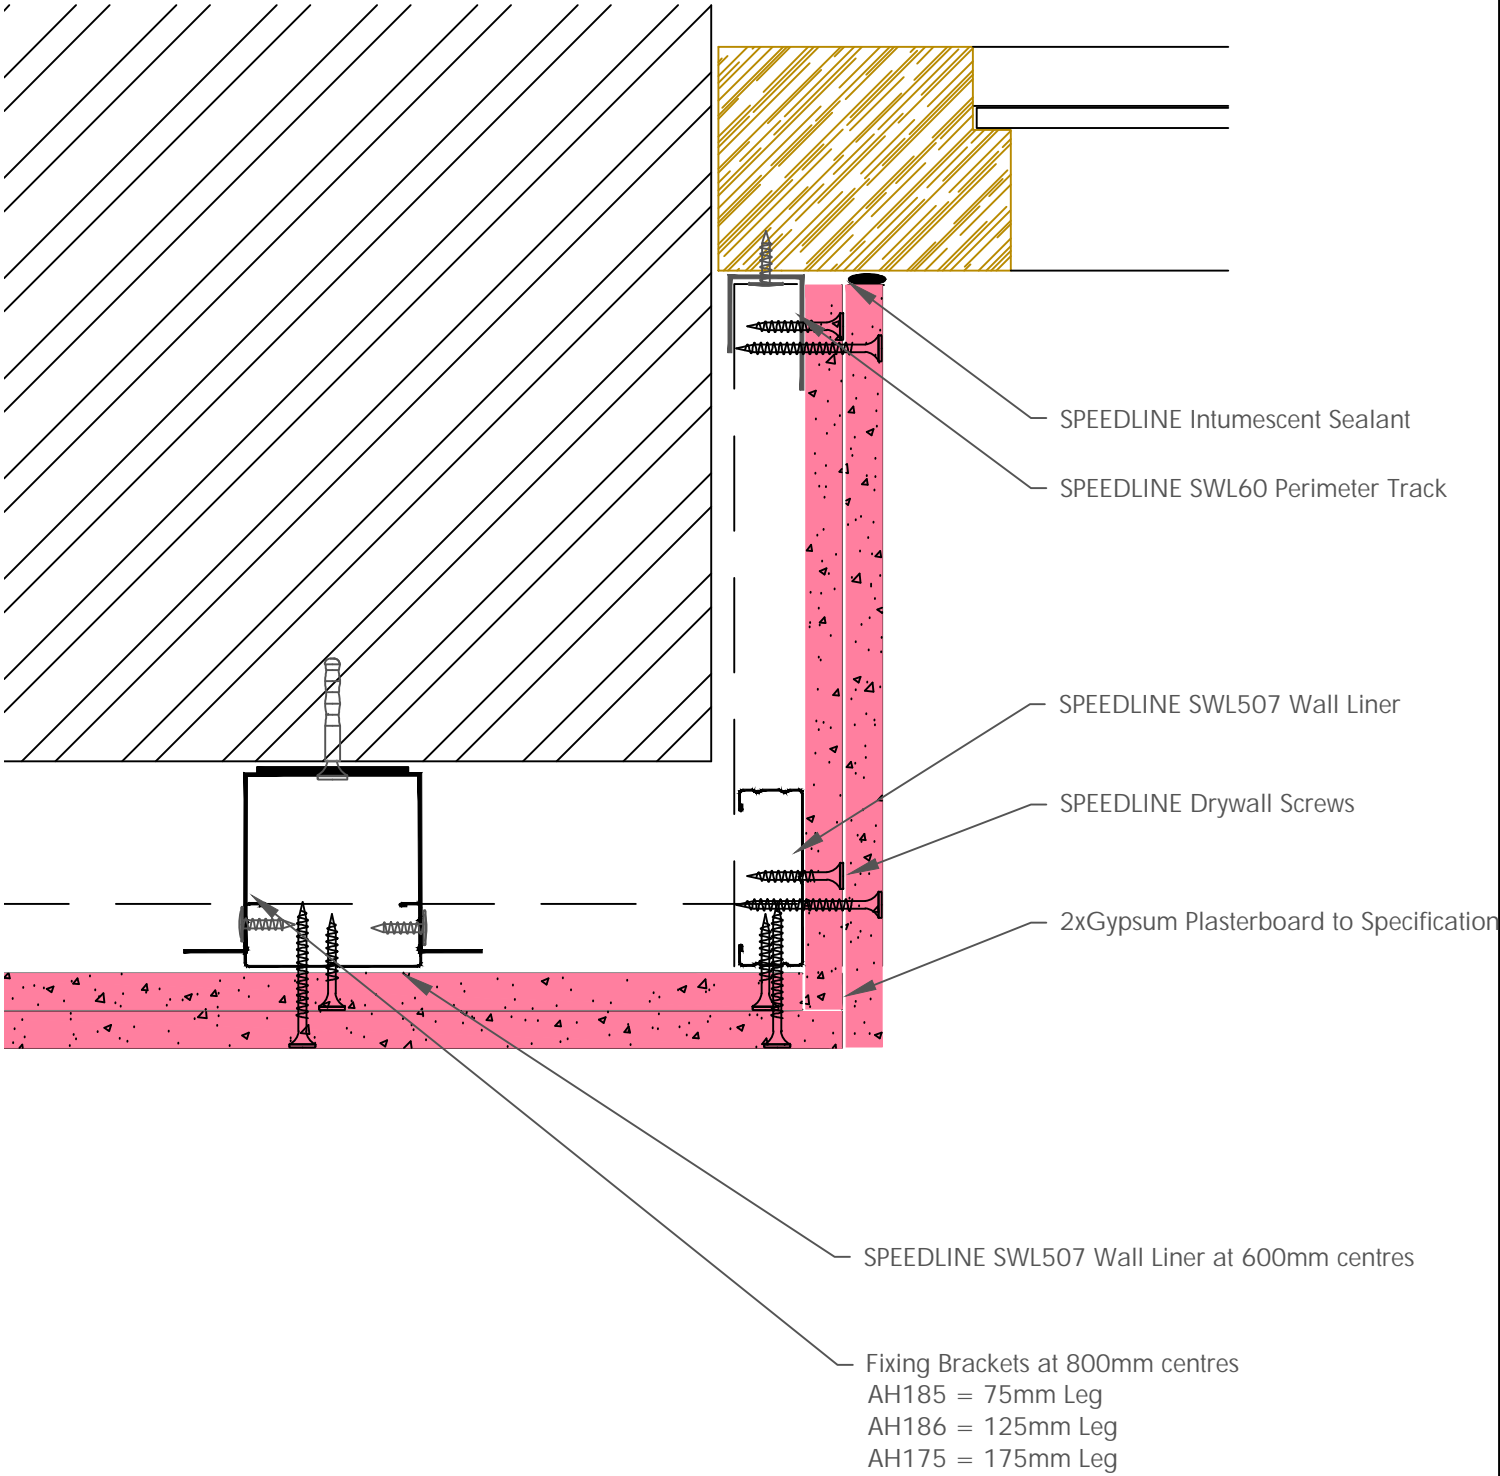 SPEEDLINE Intumescent Sealant
SPEEDLINE SWL60 Perimeter Track
SPEEDLINE SWL507 Wall Liner
SPEEDLINE Drywall Screws
2xGypsum Plasterboard to Specification
SPEEDLINE SWL507 Wall Liner at 600mm centres
Fixing Brackets at 800mm centres
AH185 = 75mm Leg
AH186 = 125mm Leg
AH175 = 175mm Leg